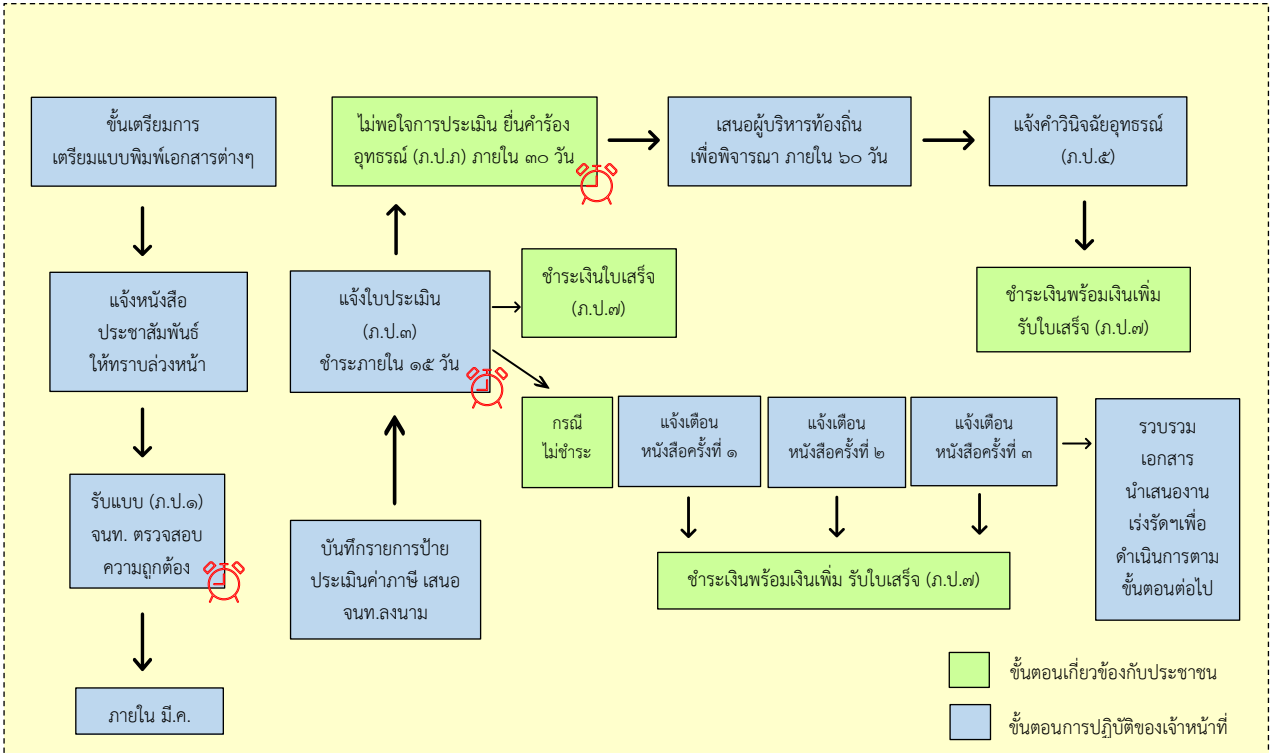 ขั้นเตรียมการ
เตรียมแบบพิมพ์เอกสารต่างๆ
แจ้งหนังสือ
ประชาสัมพันธ์
ให้ทราบล่วงหน้า
รับแบบ (ภ.ป.๑)
จนท. ตรวจสอบ
ความถูกต้อง
ภายใน มี.ค.
บันทึกรายการป้าย
ประเมินค่าภาษี เสนอ
จนท.ลงนาม
แจ้งใบประเมิน
(ภ.ป.๓)
ชำระภายใน ๑๕ วัน
ไม่พอใจการประเมิน ยื่นคำร้อง
อุทธรณ์ (ภ.ป.ภ) ภายใน ๓๐ วัน
เสนอผู้บริหารท้องถิ่น
เพื่อพิจารณา ภายใน ๖๐ วัน
แจ้งคำวินิจฉัยอุทธรณ์
(ภ.ป.๕)
ชำระเงินพร้อมเงินเพิ่ม
รับใบเสร็จ (ภ.ป.๗)
ชำระเงินใบเสร็จ
(ภ.ป.๗)
กรณี
ไม่ชำระ
แจ้งเตือน
หนังสือครั้งที่ ๑
แจ้งเตือน
หนังสือครั้งที่ ๒
แจ้งเตือน
หนังสือครั้งที่ ๓
รวบรวม
เอกสาร
นำเสนองาน
เร่งรัดฯเพื่อ
ดำเนินการตาม
ขั้นตอนต่อไป
ชำระเงินพร้อมเงินเพิ่ม รับใบเสร็จ (ภ.ป.๗)
ขั้นตอนเกี่ยวข้องกับประชาชน
ขั้นตอนการปฏิบัติของเจ้าหน้าที่